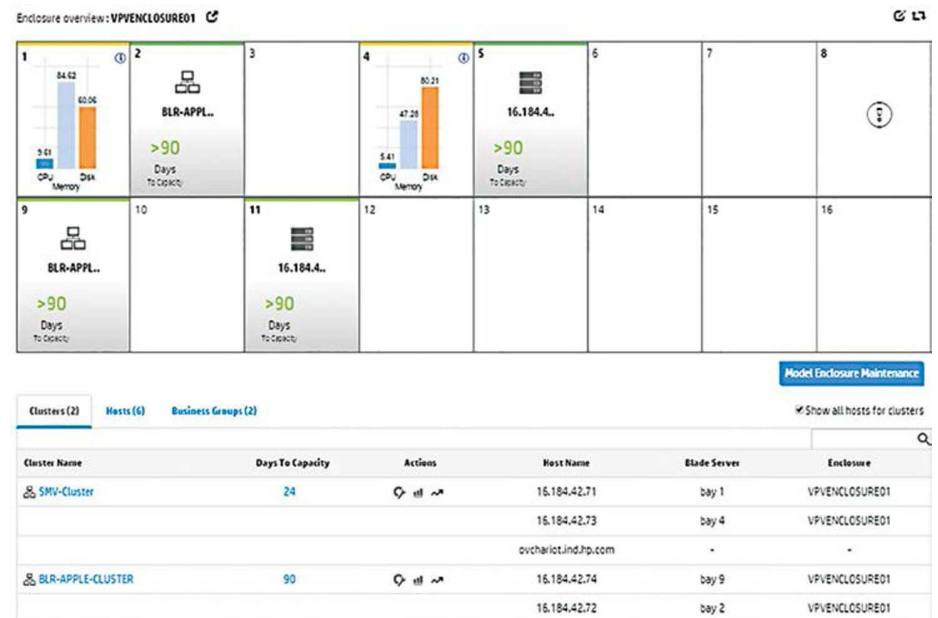 Enclosure overview : VPVENCLOSURE01
1 2 3 4 5 6 7 8
84.62
60.06
9.61
CPU Disk
Memory
BLR-APPL..
>90
Days
To Capacity
80.21
47.28
5.41
CPU Disk
Memory
16.184.4..
>90
Days
To Capacity
9 10 11 12 13 14 15 16
BLR-APPL..
>90
Days
To Capacity
16.184.4..
>90
Days
To Capacity
Model Enclosure Maintenance
Clusters (2) Hosts (6) Business Groups (2) Show all hosts for clusters
Cluster Name Days To Capacity Actions Host Name Blade Server Enclosure
SMV-Cluster 24 16.184.42.71 bay 1 VPVENCLOSURE01
16.184.42.73 bay 4 VPVENCLOSURE01
ovchariot.ind.hp.com - -
BLR-APPLE-CLUSTER 90 16.184.42.74 bay 9 VPVENCLOSURE01
16.184.42.72 bay 2 VPVENCLOSURE01